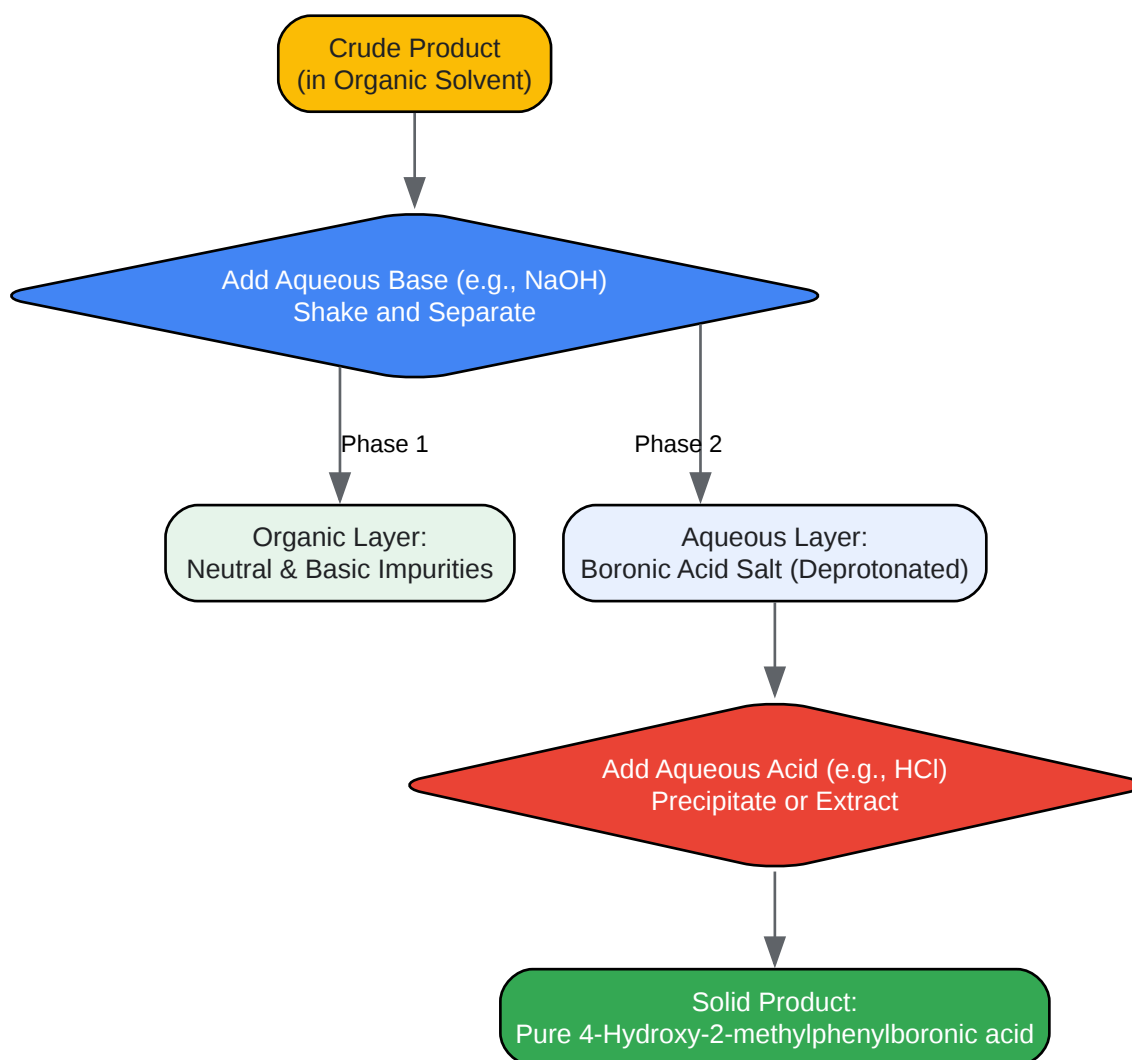 Crude Product
(in Organic Solvent)
Add Aqueous Base (e.g., NaOH)
Shake and Separate
Phase 1
Phase 2
Organic Layer:
Neutral & Basic Impurities
Aqueous Layer:
Boronic Acid Salt (Deprotonated)
Add Aqueous Acid (e.g., HCl)
Precipitate or Extract
Solid Product:
Pure 4-Hydroxy-2-methylphenylboronic acid